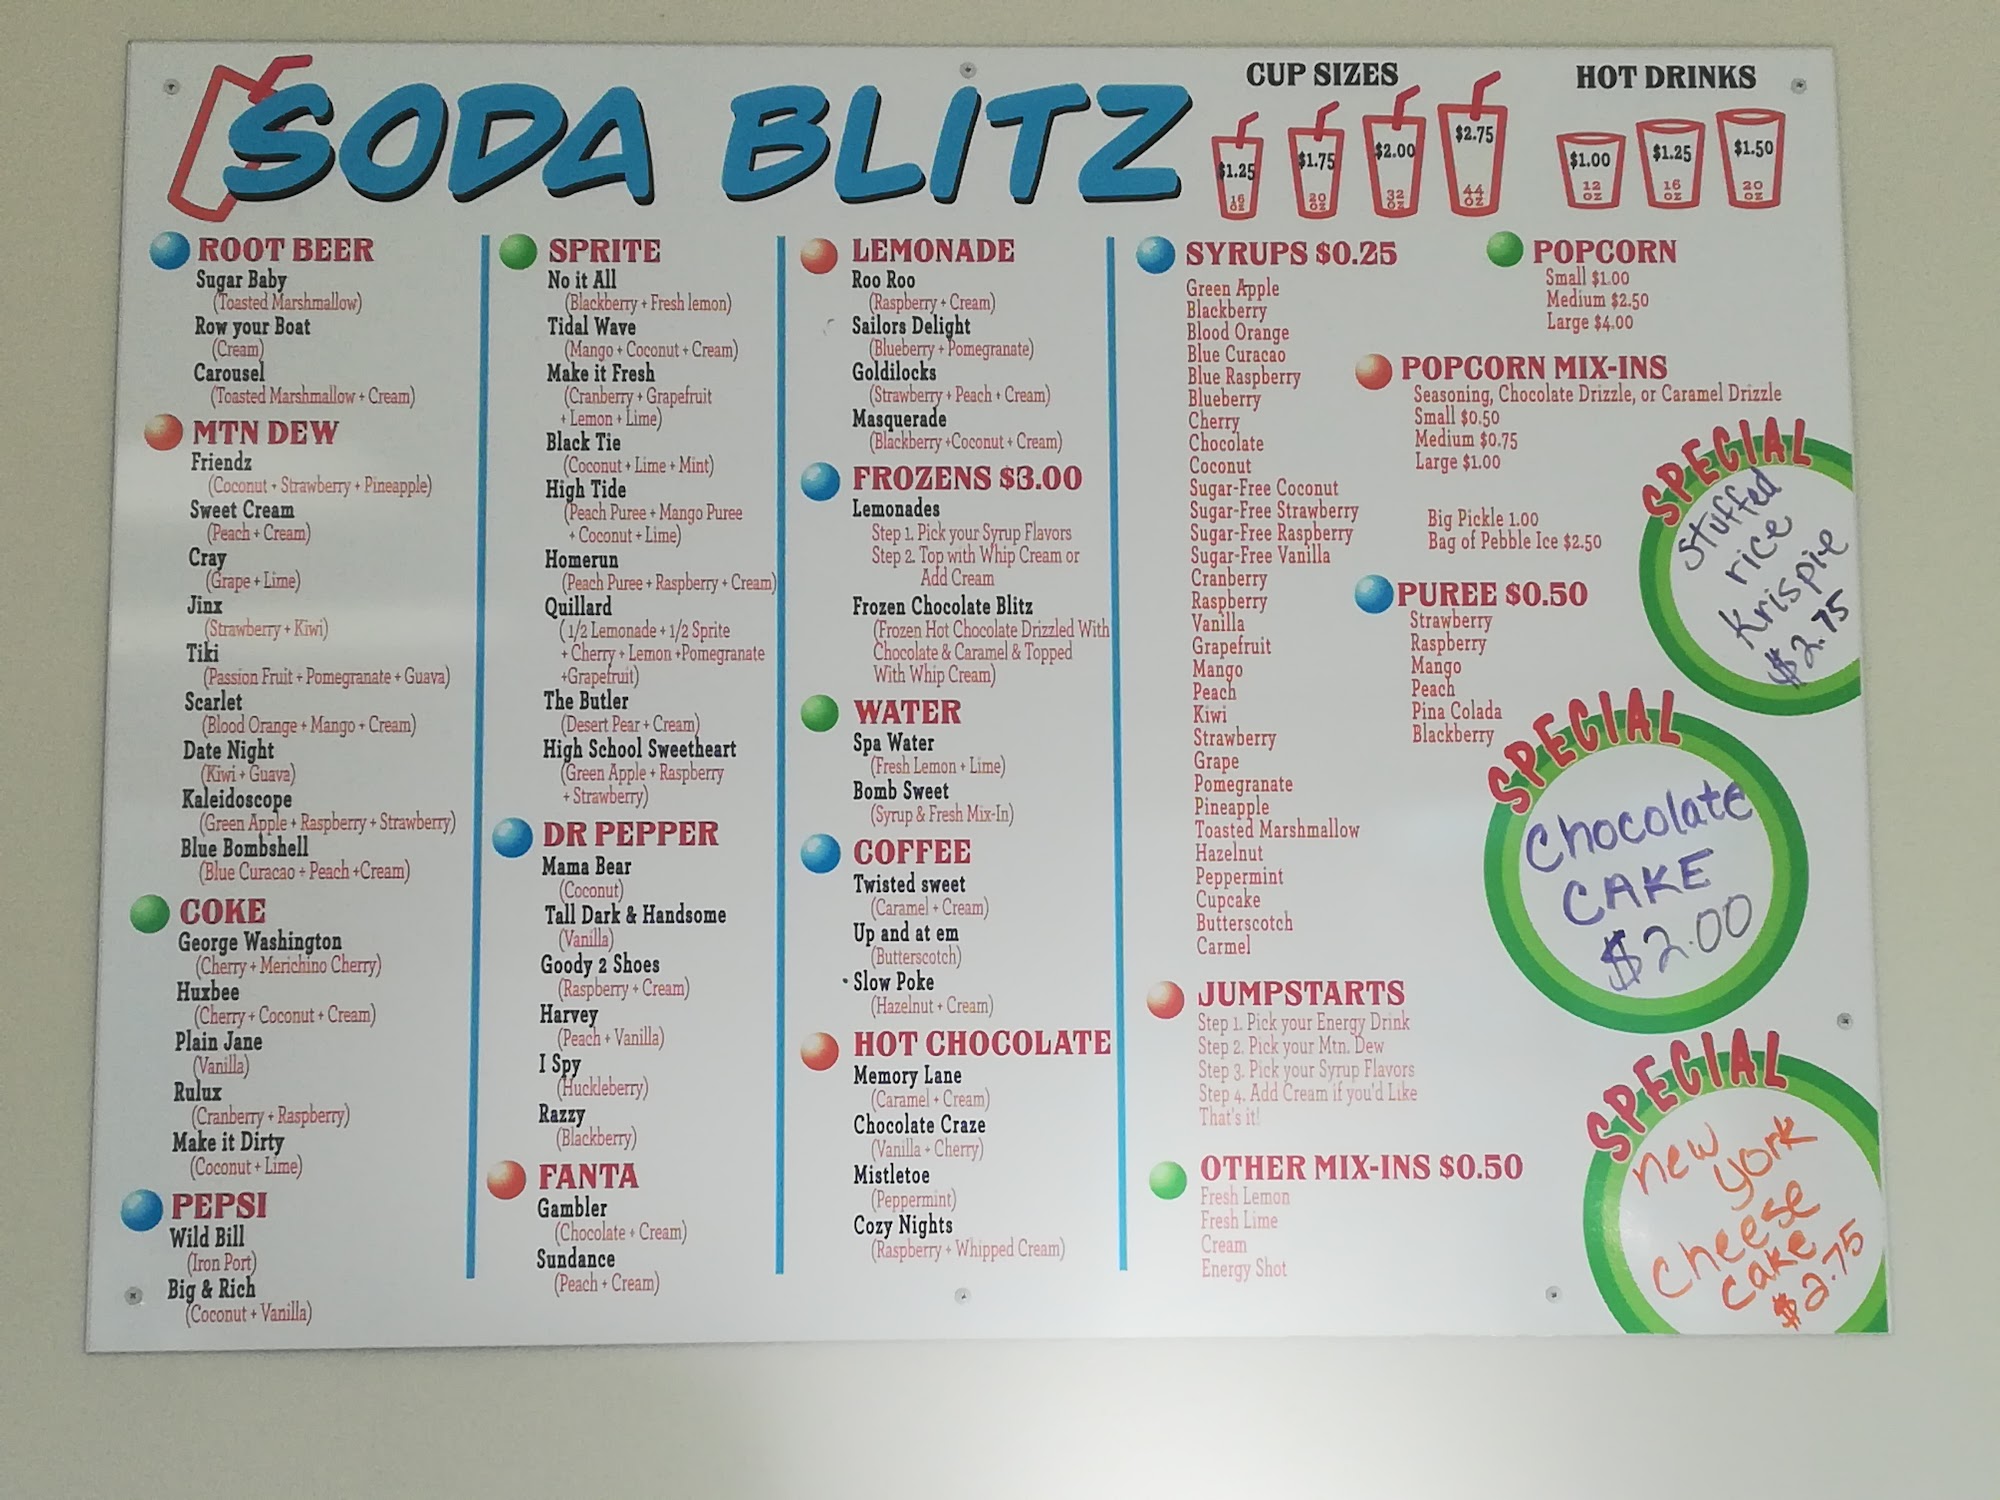 SODA BLITZ
CUP SIZES
$1.25
16
OZ
$1.75
20
OZ
$2.00
32
OZ
$2.75
44
OZ
HOT DRINKS
$1.00
12
OZ
$1.25
16
OZ
$1.50
20
OZ
ROOT BEER
Sugar Baby
(Toasted Marshmallow)
Row your Boat
(Cream)
Carousel
(Toasted Marshmallow + Cream)
MTN DEW
Friendz
(Coconut + Strawberry + Pineapple)
Sweet Cream
(Peach + Cream)
Cray
(Grape + Lime)
Jinx
(Strawberry + Kiwi)
Tiki
(Passion Fruit + Pomegranate + Guava)
Scarlet
(Blood Orange + Mango + Cream)
Date Night
(Kiwi + Guava)
Kaleidoscope
(Green Apple + Raspberry + Strawberry)
Blue Bombshell
(Blue Curacao + Peach +Cream)
COKE
George Washington
(Cherry + Merichino Cherry)
Huxbee
(Cherry + Coconut + Cream)
Plain Jane
(Vanilla)
Rulux
(Cranberry + Raspberry)
Make it Dirty
(Coconut + Lime)
PEPSI
Wild Bill
(Iron Port)
Big & Rich
(Coconut + Vanilla)
SPRITE
No it All
(Blackberry + Fresh lemon)
Tidal Wave
(Mango + Coconut + Cream)
Make it Fresh
(Cranberry + Grapefruit
+ Lemon + Lime)
Black Tie
(Coconut + Lime + Mint)
High Tide
(Peach Puree + Mango Puree
+ Coconut + Lime)
Homerun
(Peach Puree + Raspberry + Cream)
Quillard
( 1/2 Lemonade + 1/2 Sprite
+ Cherry + Lemon +Pomegranate
+Grapefruit)
The Butler
(Desert Pear + Cream)
High School Sweetheart
(Green Apple + Raspberry
+ Strawberry)
DR PEPPER
Mama Bear
(Coconut)
Tall Dark & Handsome
(Vanilla)
Goody 2 Shoes
(Raspberry + Cream)
Harvey
(Peach + Vanilla)
I Spy
(Huckleberry)
Razzy
(Blackberry)
FANTA
Gambler
(Chocolate + Cream)
Sundance
(Peach + Cream)
LEMONADE
Roo Roo
(Raspberry + Cream)
Sailors Delight
(Blueberry + Pomegranate)
Goldilocks
(Strawberry + Peach + Cream)
Masquerade
(Blackberry +Coconut + Cream)
FROZENS $3.00
Lemonades
Step 1. Pick your Syrup Flavors
Step 2. Top with Whip Cream or
Add Cream
Frozen Chocolate Blitz
(Frozen Hot Chocolate Drizzled With
Chocolate & Caramel & Topped
With Whip Cream)
WATER
Spa Water
(Fresh Lemon + Lime)
Bomb Sweet
(Syrup & Fresh Mix-In)
COFFEE
Twisted sweet
(Caramel + Cream)
Up and at em
(Butterscotch)
Slow Poke
(Hazelnut + Cream)
HOT CHOCOLATE
Memory Lane
(Caramel + Cream)
Chocolate Craze
(Vanilla + Cherry)
Mistletoe
(Peppermint)
Cozy Nights
(Raspberry + Whipped Cream)
SYRUPS $0.25
Green Apple
Blackberry
Blood Orange
Blue Curacao
Blue Raspberry
Blueberry
Cherry
Chocolate
Coconut
Sugar-Free Coconut
Sugar-Free Strawberry
Sugar-Free Raspberry
Sugar-Free Vanilla
Cranberry
Raspberry
Vanilla
Grapefruit
Mango
Peach
Kiwi
Strawberry
Grape
Pomegranate
Pineapple
Toasted Marshmallow
Hazelnut
Peppermint
Cupcake
Butterscotch
Carmel
JUMPSTARTS
Step 1. Pick your Energy Drink
Step 2. Pick your Mtn. Dew
Step 3. Pick your Syrup Flavors
Step 4. Add Cream if you'd Like
That's it!
OTHER MIX-INS $0.50
Fresh Lemon
Fresh Lime
Cream
Energy Shot
POPCORN
Small $1.00
Medium $2.50
Large $4.00
POPCORN MIX-INS
Seasoning, Chocolate Drizzle, or Caramel Drizzle
Small $0.50
Medium $0.75
Large $1.00
Big Pickle 1.00
Bag of Pebble Ice $2.50
PUREE $0.50
Strawberry
Raspberry
Mango
Peach
Pina Colada
Blackberry
SPECIAL
Stuffed
rice
Krispie
$2.75
SPECIAL
Chocolate
CAKE
$2.00
SPECIAL
New
York
Cheese
cake
$2.75